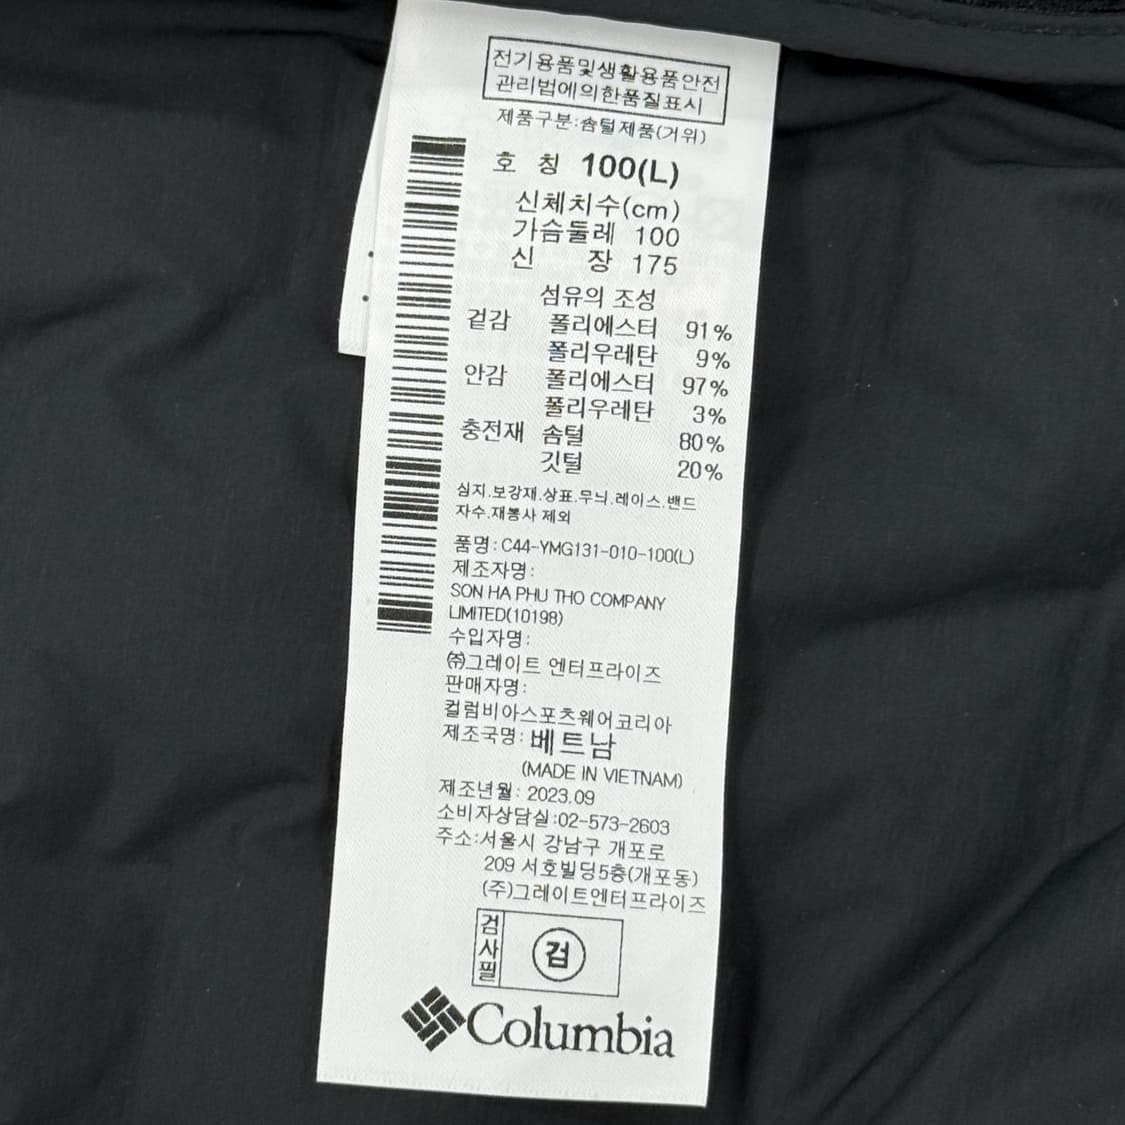 전기용품및생활용품안전
관리법에의한품질표시
제품구분:솜털제품(거위)
호 칭 100(L)
신체치수(cm)
가슴둘레 100
신 장 175
섬유의 조성
겉감 폴리에스터 91%
폴리우레탄 9%
안감 폴리에스터 97%
폴리우레탄 3%
충전재 솜털 80%
깃털 20%
심지.보강재.상표.무늬.레이스.밴드
자수.재봉사 제외
품명:C44-YMG131-010-100(L)
제조자명:
SON HA PHU THO COMPANY
LIMITED(10198)
수입자명:
㈜그레이트 엔터프라이즈
판매자명:
컬럼비아스포츠웨어코리아
제조국명:베트남
(MADE IN VIETNAM)
제조년월: 2023.09
소비자상담실:02-573-2603
주소:서울시 강남구 개포로
209 서호빌딩5층(개포동)
(주)그레이트엔터프라이즈
검사필 검
Columbia